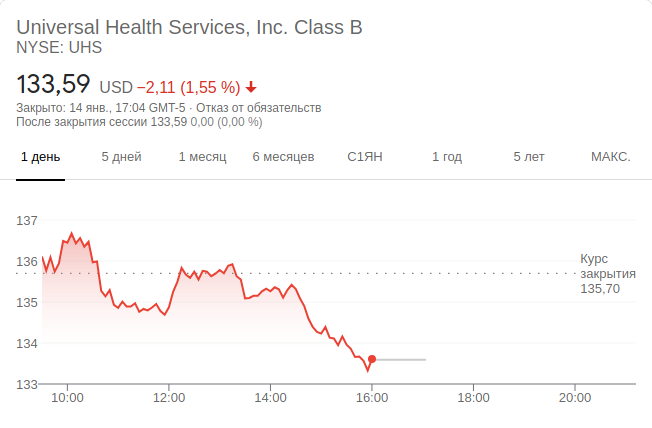 Universal Health Services, Inc. Class B
NYSE: UHS
133,59 USD −2,11 (1,55 %)
Закрыто: 14 янв., 17:04 GMT-5 · Отказ от обязательств
После закрытия сессии 133,59 0,00 (0,00 %)
1 день 5 дней 1 месяц 6 месяцев С1ЯН 1 год 5 лет МАКС.
137
136
135
134
133
Курс
закрытия
135,70
10:00 12:00 14:00 16:00 18:00 20:00